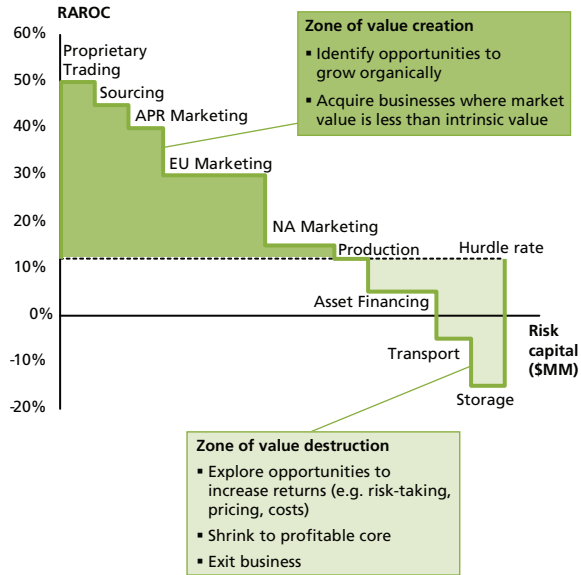 RAROC
60%
50%
40%
30%
20%
10%
0%
-10%
-20%
Proprietary
Trading
Sourcing
APR Marketing
EU Marketing
NA Marketing
Production
Hurdle rate
Asset Financing
Transport
Storage
Risk
capital
($MM)
Zone of value creation
▪ Identify opportunities to
grow organically
▪ Acquire businesses where market
value is less than intrinsic value
Zone of value destruction
▪ Explore opportunities to
increase returns (e.g. risk-taking,
pricing, costs)
▪ Shrink to profitable core
▪ Exit business